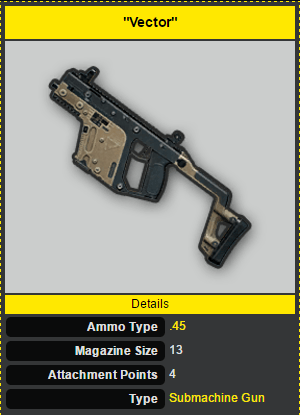 "Vector"
Details
Ammo Type .45
Magazine Size 13
Attachment Points 4
Type Submachine Gun